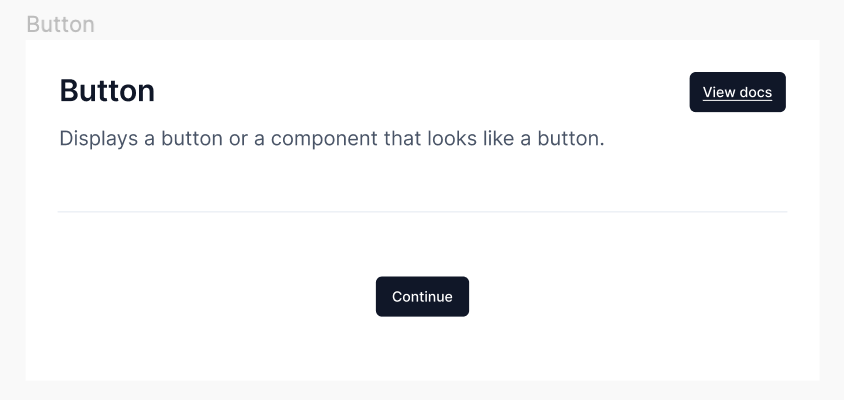 Button
Button
View docs
Displays a button or a component that looks like a button.
Continue